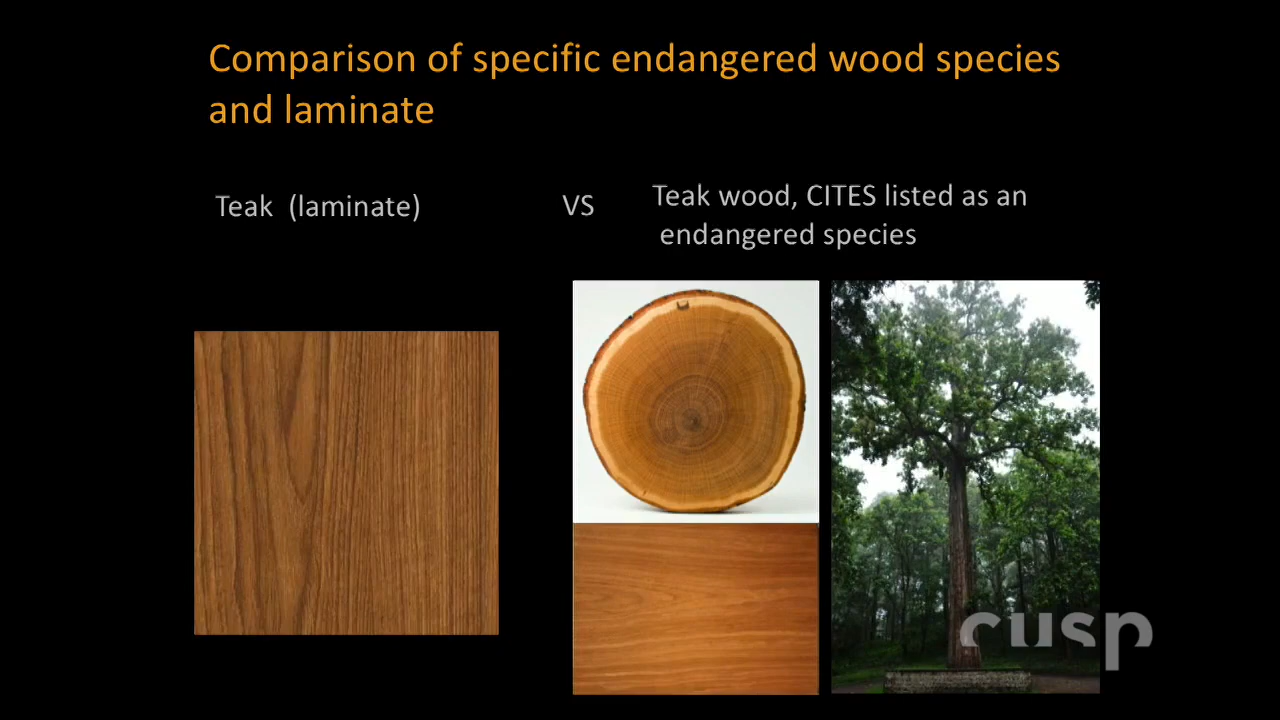 Comparison of specific endangered wood species
and laminate
Teak (laminate)
VS
Teak wood, CITES listed as an
endangered species
cusp